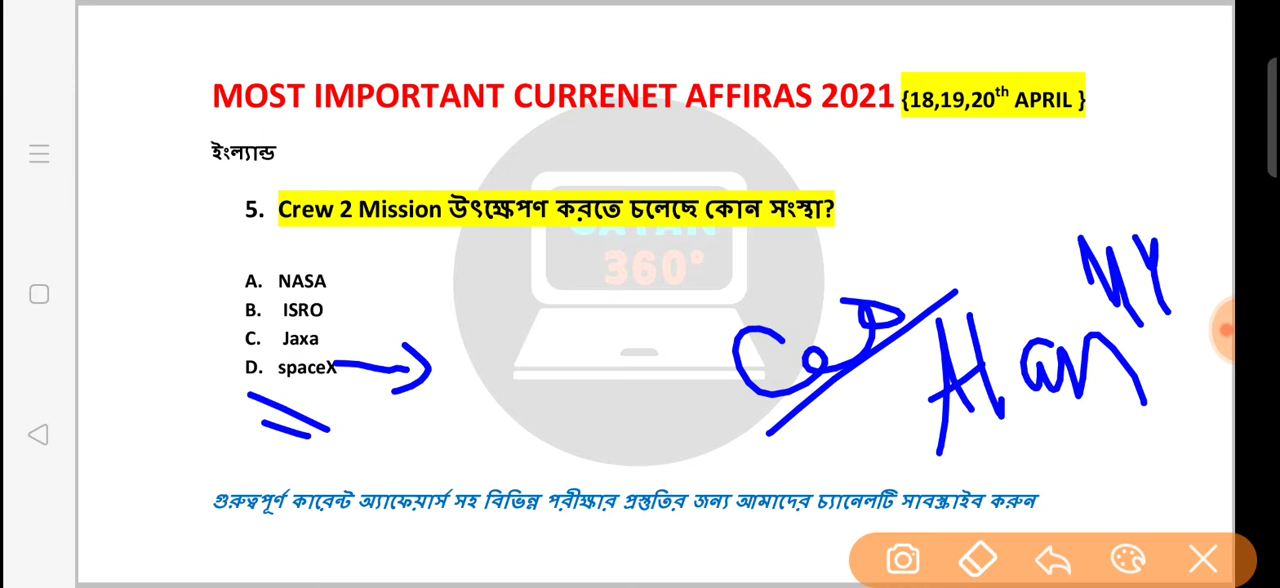 MOST IMPORTANT CURRENET AFFIRAS 2021 {18,19,20th APRIL }
ইংল্যান্ড
5. Crew 2 Mission উৎক্ষেপণ করতে চলেছে কোন সংস্থা?
360°
A. NASA
B. ISRO
C. Jaxa
D. spaceX
গুরুত্বপূর্ণ কারেন্ট অ্যাফেয়ার্স সহ বিভিন্ন পরীক্ষার প্রস্তুতির জন্য আমাদের চ্যানেলটি সাবস্ক্রাইব করুন